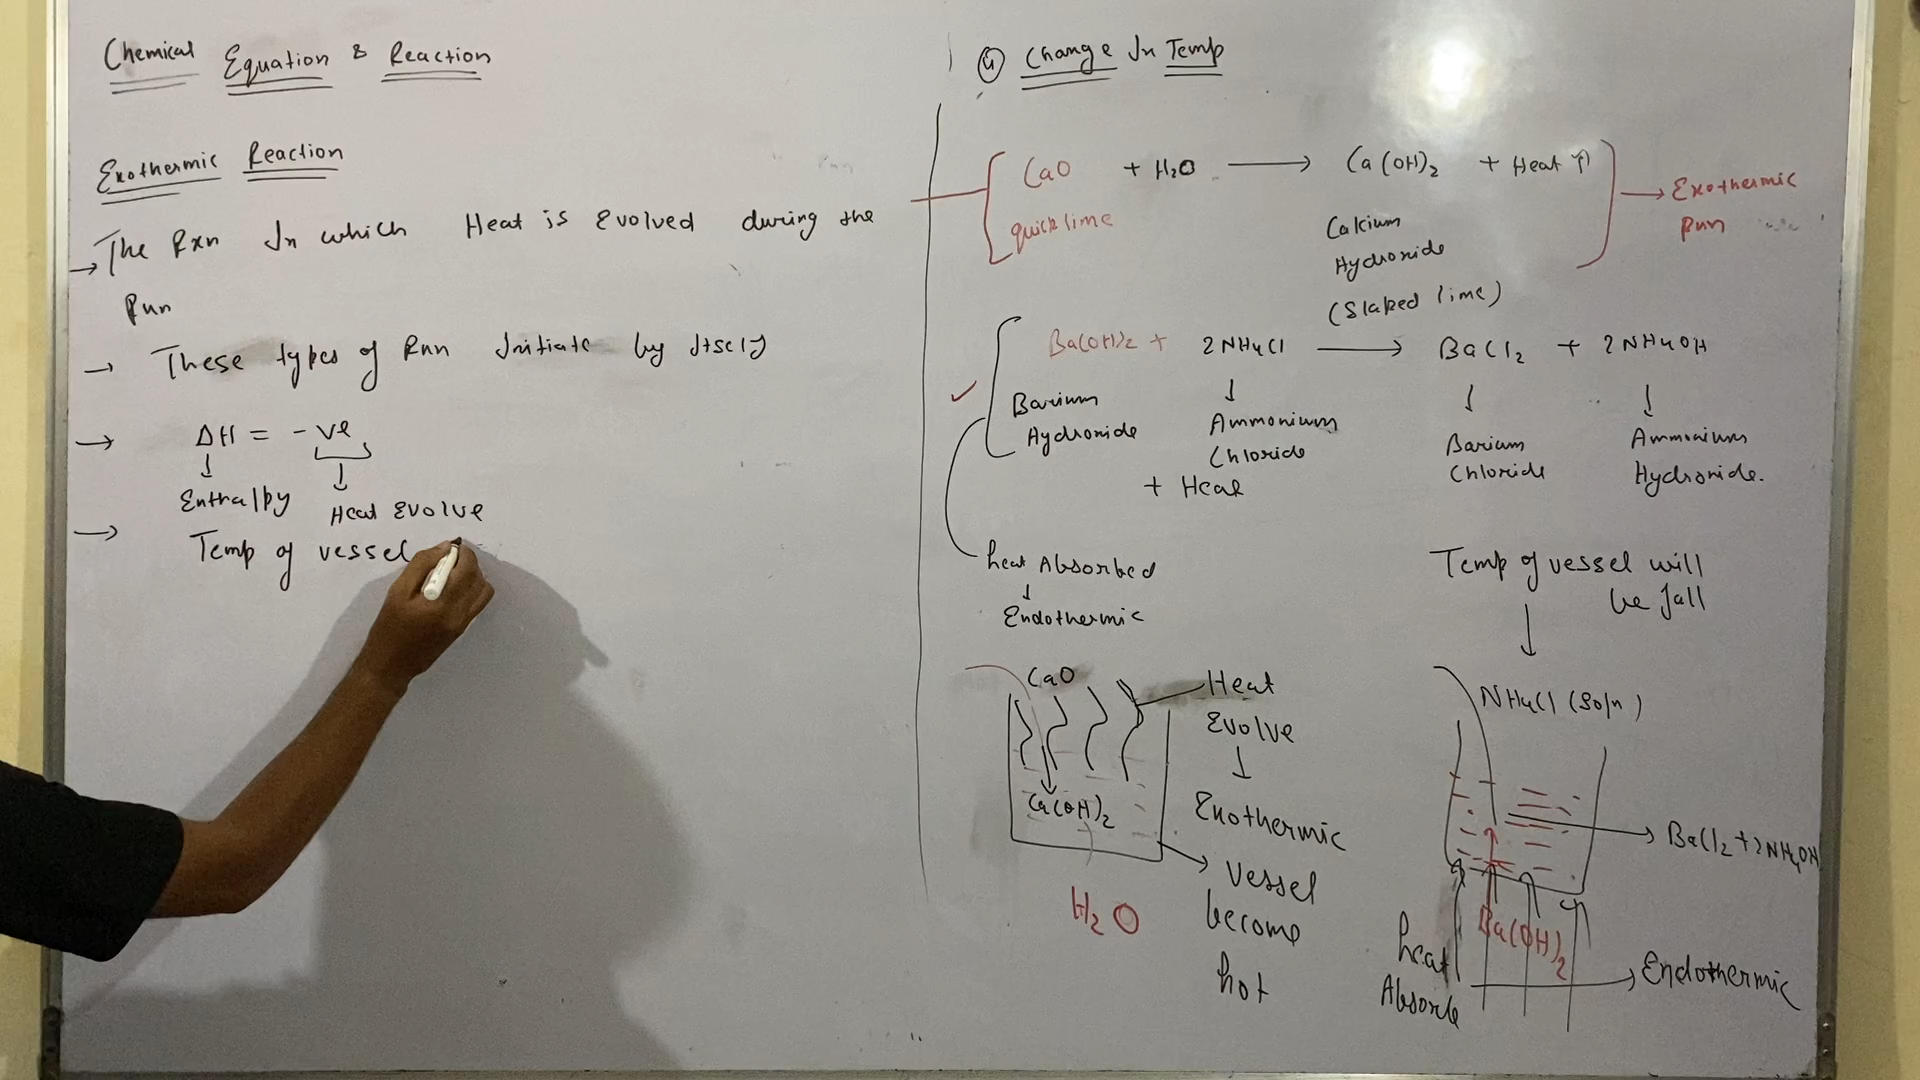 Chemical Equation & Reaction
Exothermic Reaction
→ The Rxn In which Heat is Evolved during the
Rxn
→ These types of Rxn Initiate by Itself
→ ΔH = -ve
↓ ↓
Enthalpy Heat Evolve
→ Temp of vessel
④ Change In Temp
CaO + H₂O → Ca(OH)₂ + Heat ↑ → Exothermic
quick lime Calcium Rxn
Hydroxide
(Slaked lime)
Ba(OH)₂ + 2NH₄Cl → BaCl₂ + 2NH₄OH
↓ ↓ ↓
Barium Ammonium Barium Ammonium
Hydroxide Chloride Chloride Hydroxide.
+ Heat
heat Absorbed
↓
Endothermic
Temp of vessel will
be fall
↓
CaO
Ca(OH)₂
H₂O
Heat
Evolve
↓
Exothermic
→ Vessel
become
hot
NH₄Cl (Soln)
→ BaCl₂ + 2NH₄OH
Ba(OH)₂
heat
Absorbe
→ Endothermic